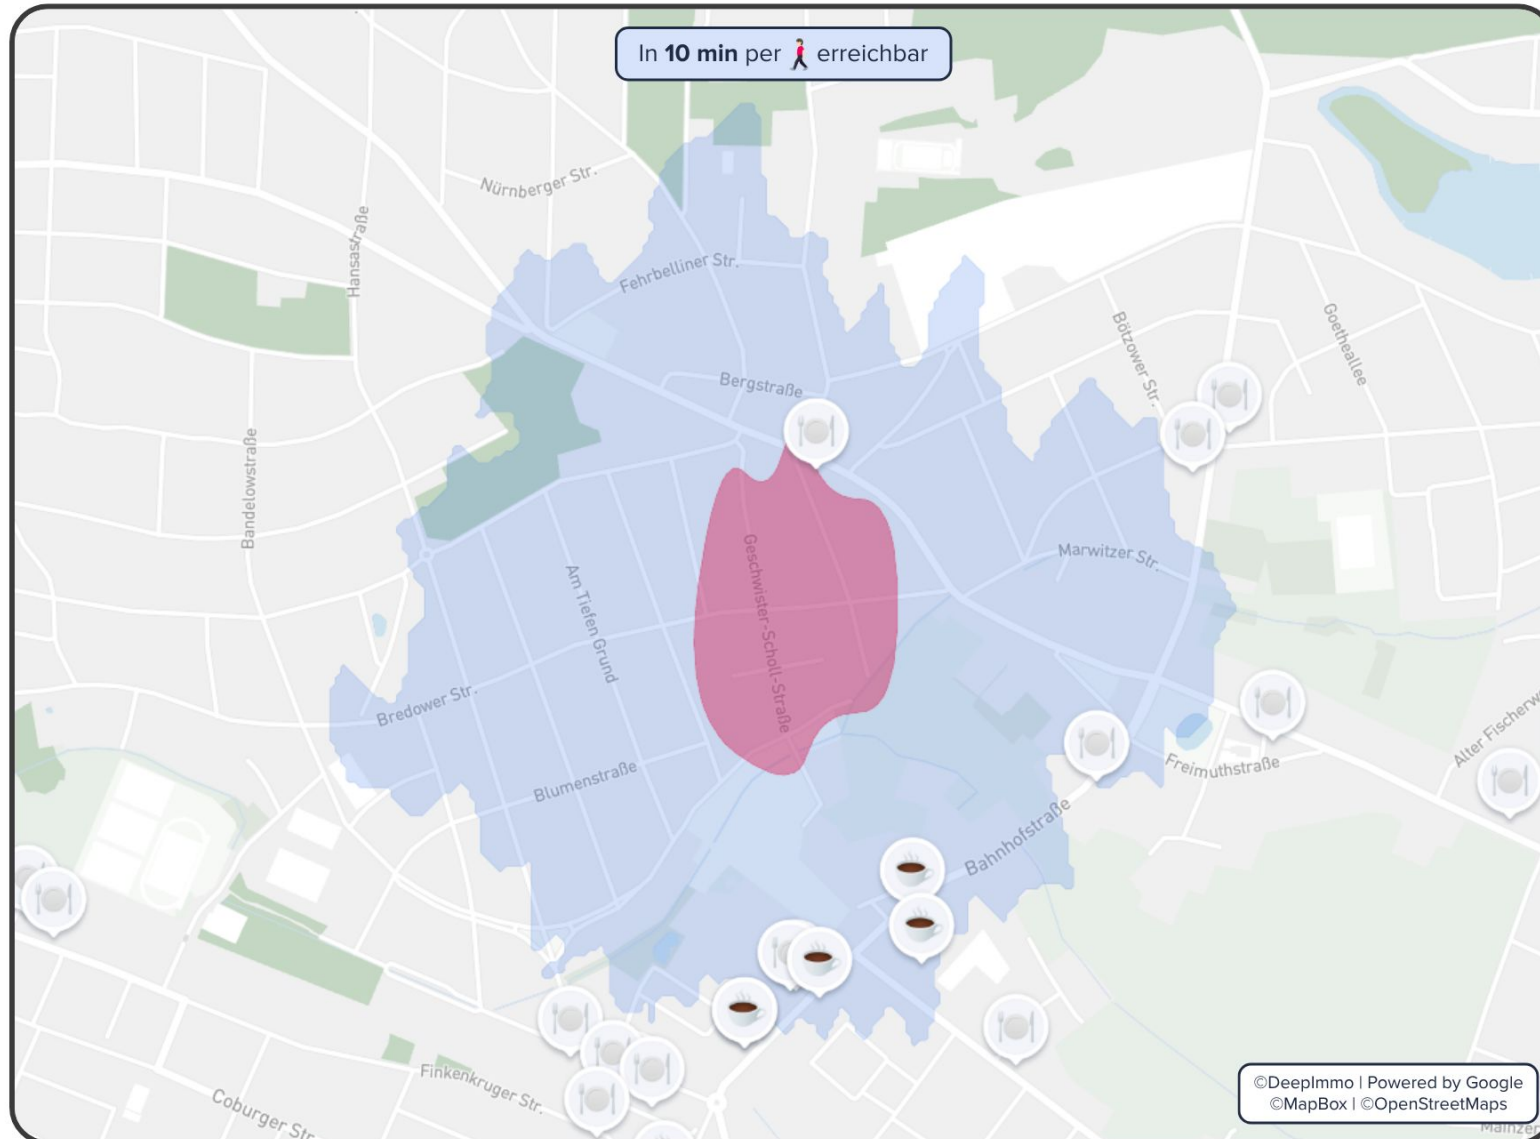 In 10 min per erreichbar
Nürnberger Str.
Hansastraße
Fehrbelliner Str.
Bergstraße
Bötzower Str.
Goetheallee
Bandelowstraße
Am Tiefen Grund
Geschwister-Scholl-Straße
Marwitzer Str.
Bredower Str.
Blumenstraße
Freimuthstraße
Alter Fischerw
Bahnhofstraße
Finkenkruger Str.
Coburger Str
©DeepImmo | Powered by Google
©MapBox | ©OpenStreetMaps
Mainzer